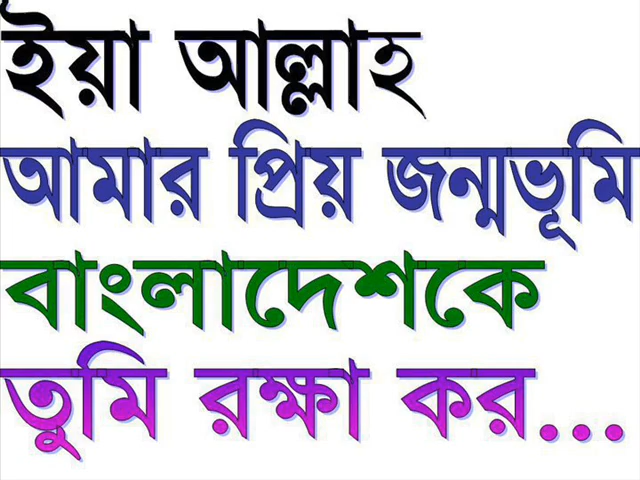 ইয়া আল্লাহ
আমার প্রিয় জন্মভূমি
বাংলাদেশকে
তুমি রক্ষা কর...